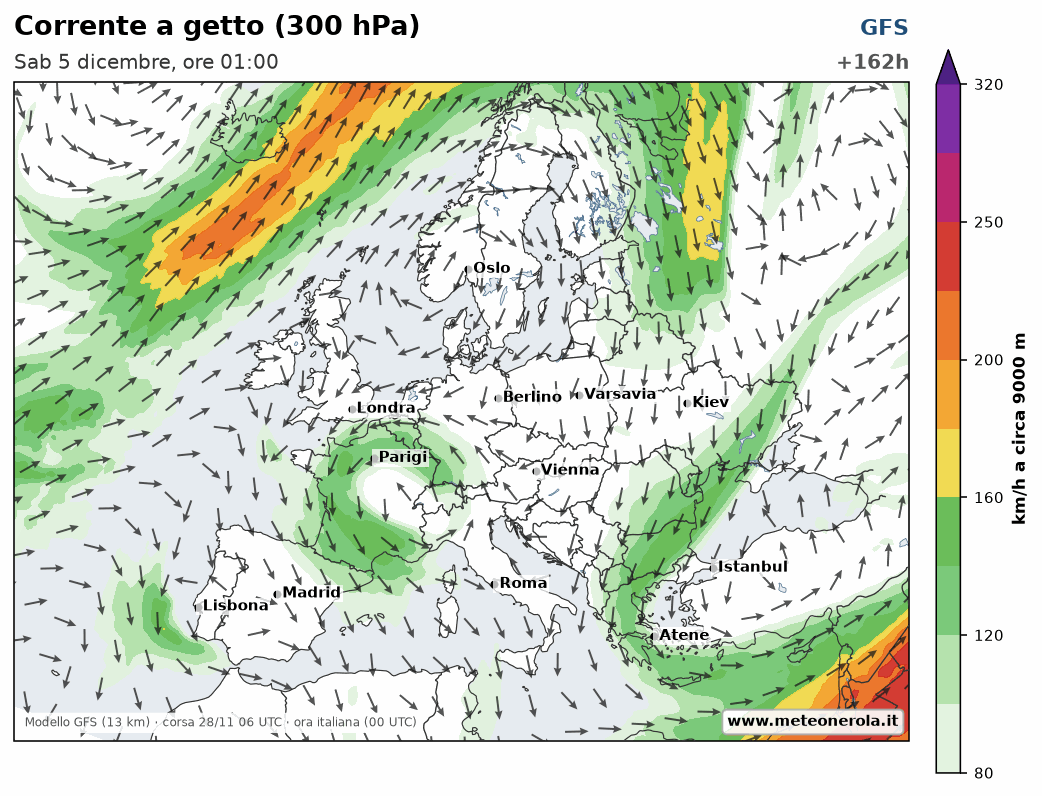 Corrente a getto (300 hPa)
GFS
Sab 5 dicembre, ore 01:00
+162h
320
250
200
160
120
80
km/h a circa 9000 m
Oslo
Berlino
Varsavia
Kiev
Londra
Parigi
Vienna
Istanbul
Roma
Madrid
Lisbona
Atene
Modello GFS (13 km) · corsa 28/11 06 UTC · ora italiana (00 UTC)
www.meteonerola.it